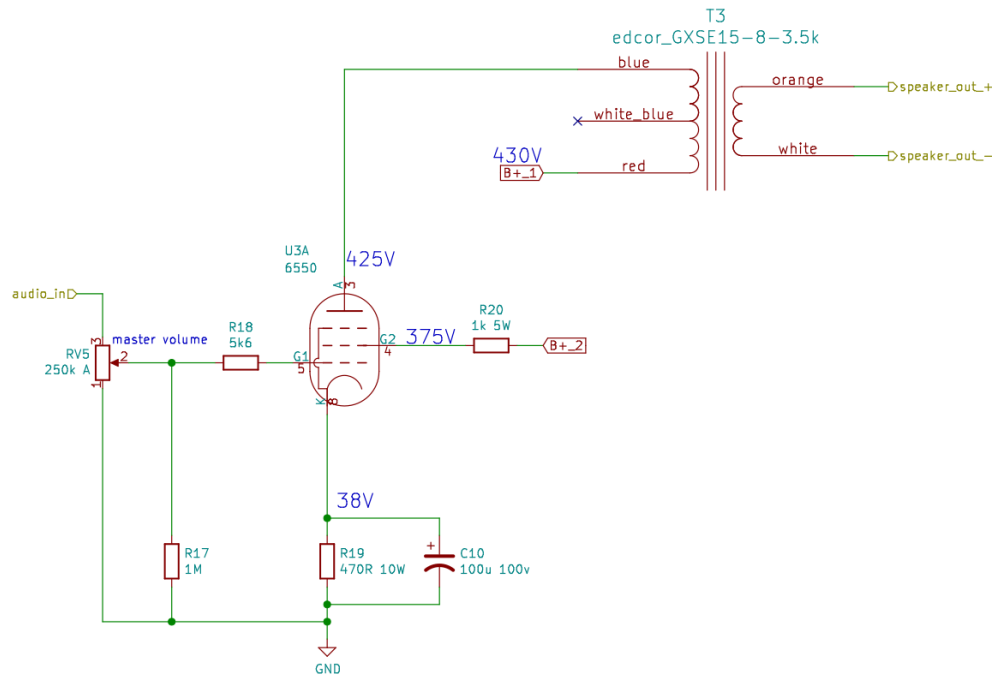 T3
edcor_GXSE15-8-3.5k
blue
orange
speaker_out_+
white_blue
430V
white
speaker_out_-
B+_1
red
U3A
6550
425V
A
3
audio_in
R20
1k 5W
R18
5k6
master volume
375V
G2
4
B+_2
3
RV5
250k A
2
1
G1
5
K
8
38V
R17
1M
R19
470R 10W
+
C10
100u 100v
GND